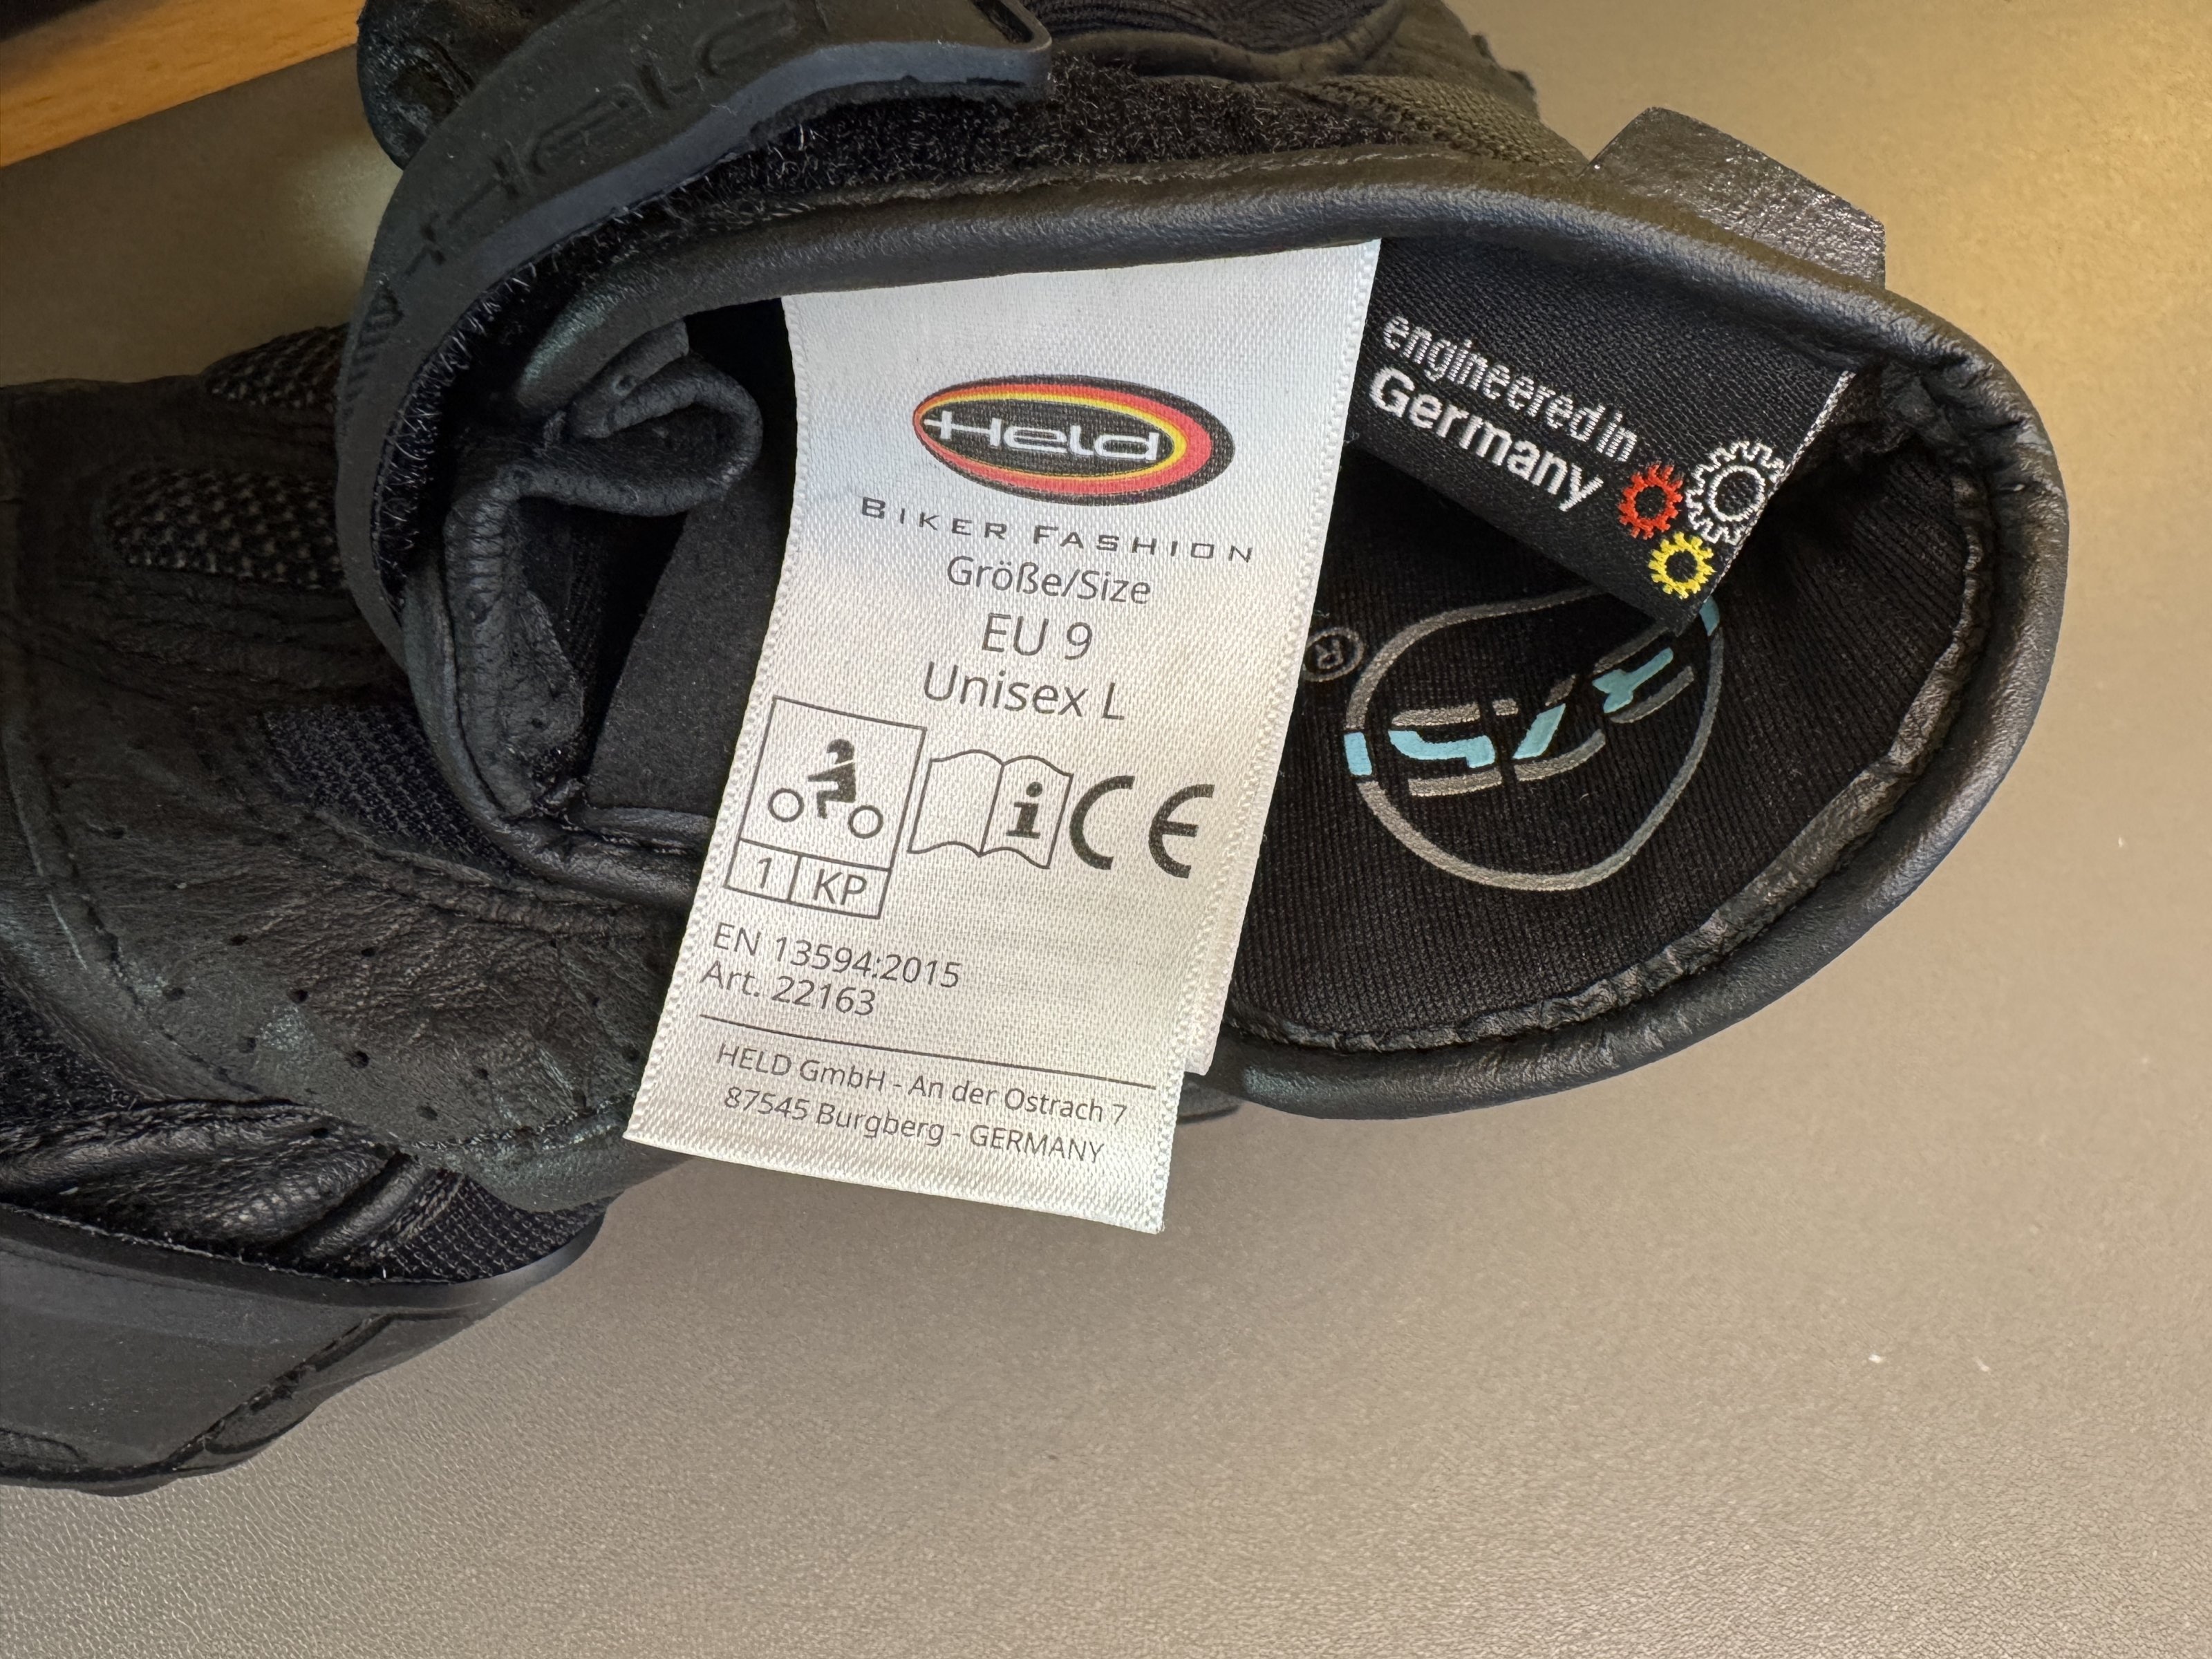 Held
Held
BIKER FASHION
Größe/Size
EU 9
Unisex L
i
CE
1 KP
EN 13594:2015
Art. 22163
HELD GmbH - An der Ostrach 7
87545 Burgberg - GERMANY
engineered in
Germany
®